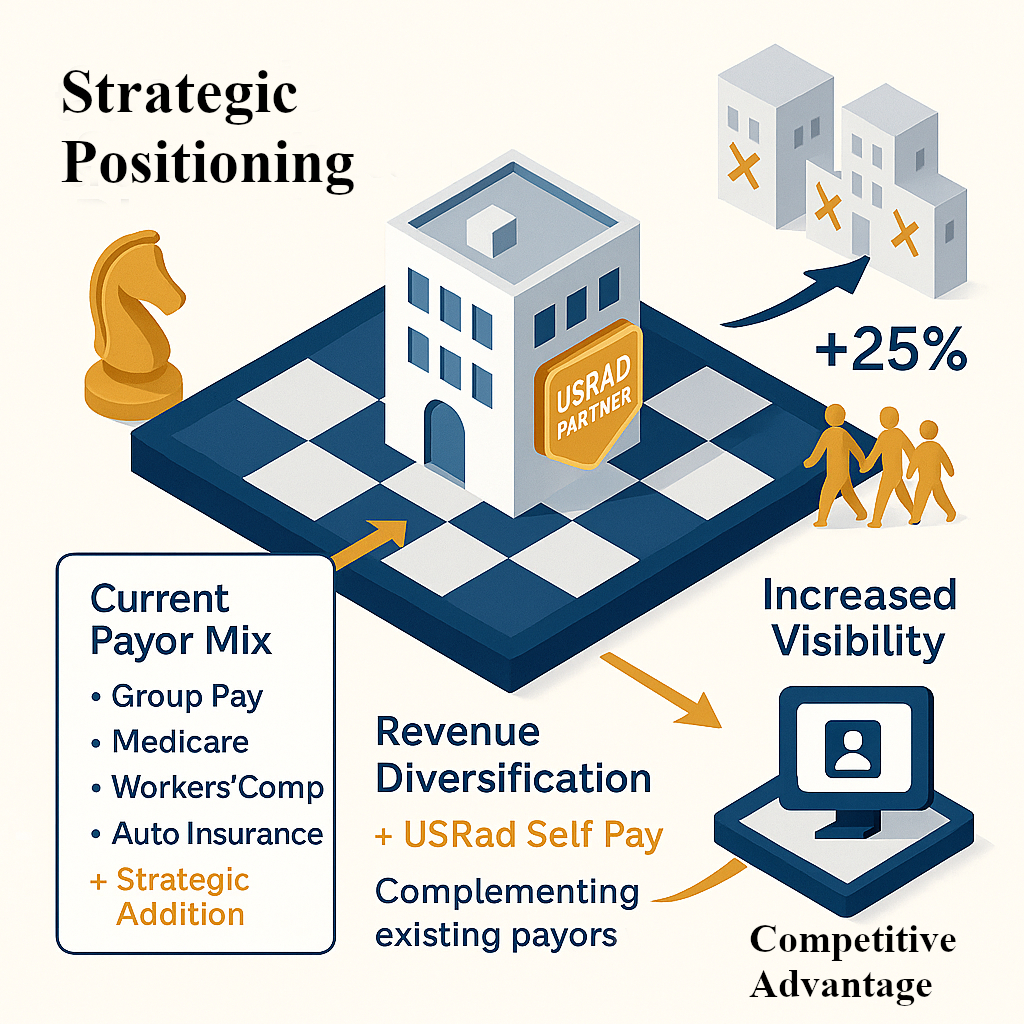 Strategic
Positioning
USRAD
PARTNER
+25%
Current
Payor Mix
• Group Pay
• Medicare
• Workers'Comp
• Auto Insurance
+ Strategic
Addition
Revenue
Diversification
+ USRad Self Pay
Complementing
existing payors
Increased
Visibility
Competitive
Advantage